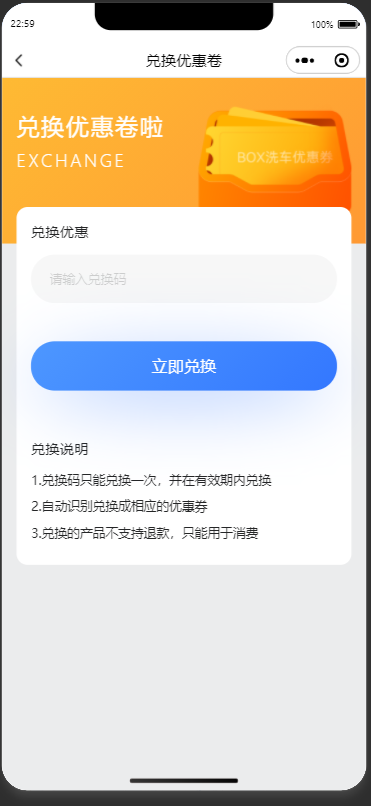 22:59
100%
兑换优惠卷
兑换优惠卷啦
EXCHANGE
BOX洗车优惠券
兑换优惠
请输入兑换码
立即兑换
兑换说明
1.兑换码只能兑换一次，并在有效期内兑换
2.自动识别兑换成相应的优惠券
3.兑换的产品不支持退款，只能用于消费